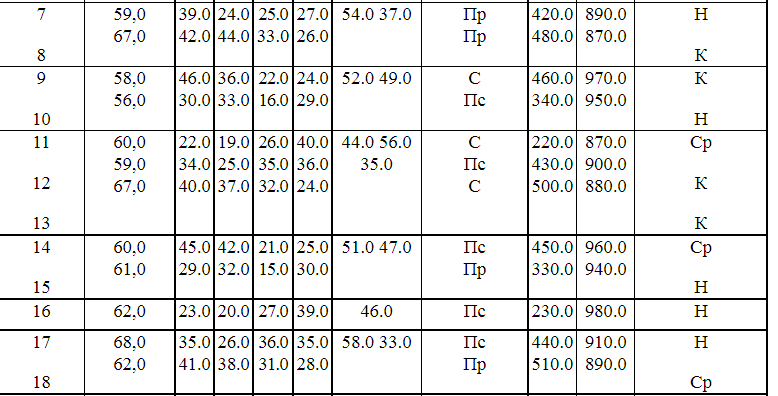 7 59,0 39.0 24.0 25.0 27.0 54.0 37.0 Пр 420.0 890.0 Н
67,0 42.0 44.0 33.0 26.0 Пр 480.0 870.0
8 К
9 58,0 46.0 36.0 22.0 24.0 52.0 49.0 С 460.0 970.0 К
56,0 30.0 33.0 16.0 29.0 Пс 340.0 950.0
10 Н
11 60,0 22.0 19.0 26.0 40.0 44.0 56.0 С 220.0 870.0 Ср
59,0 34.0 25.0 35.0 36.0 35.0 Пс 430.0 900.0
12 67,0 40.0 37.0 32.0 24.0 С 500.0 880.0 К
13 К
14 60,0 45.0 42.0 21.0 25.0 51.0 47.0 Пс 450.0 960.0 Ср
61,0 29.0 32.0 15.0 30.0 Пр 330.0 940.0
15 Н
16 62,0 23.0 20.0 27.0 39.0 46.0 Пс 230.0 980.0 Н
17 68,0 35.0 26.0 36.0 35.0 58.0 33.0 Пс 440.0 910.0 Н
62,0 41.0 38.0 31.0 28.0 Пр 510.0 890.0
18 Ср